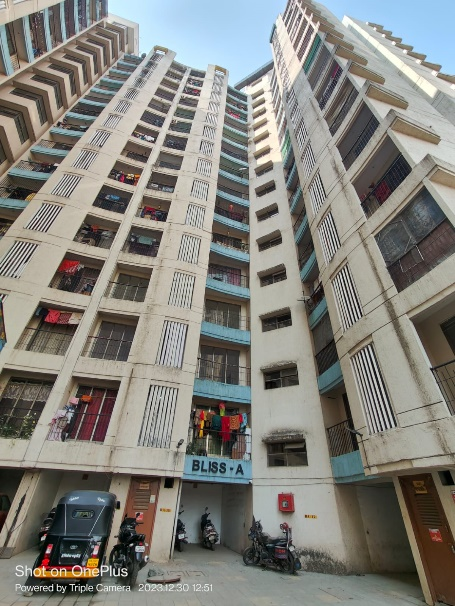 BLISS - A
Shot on OnePlus
Powered by Triple Camera 2023.12.30 12:51